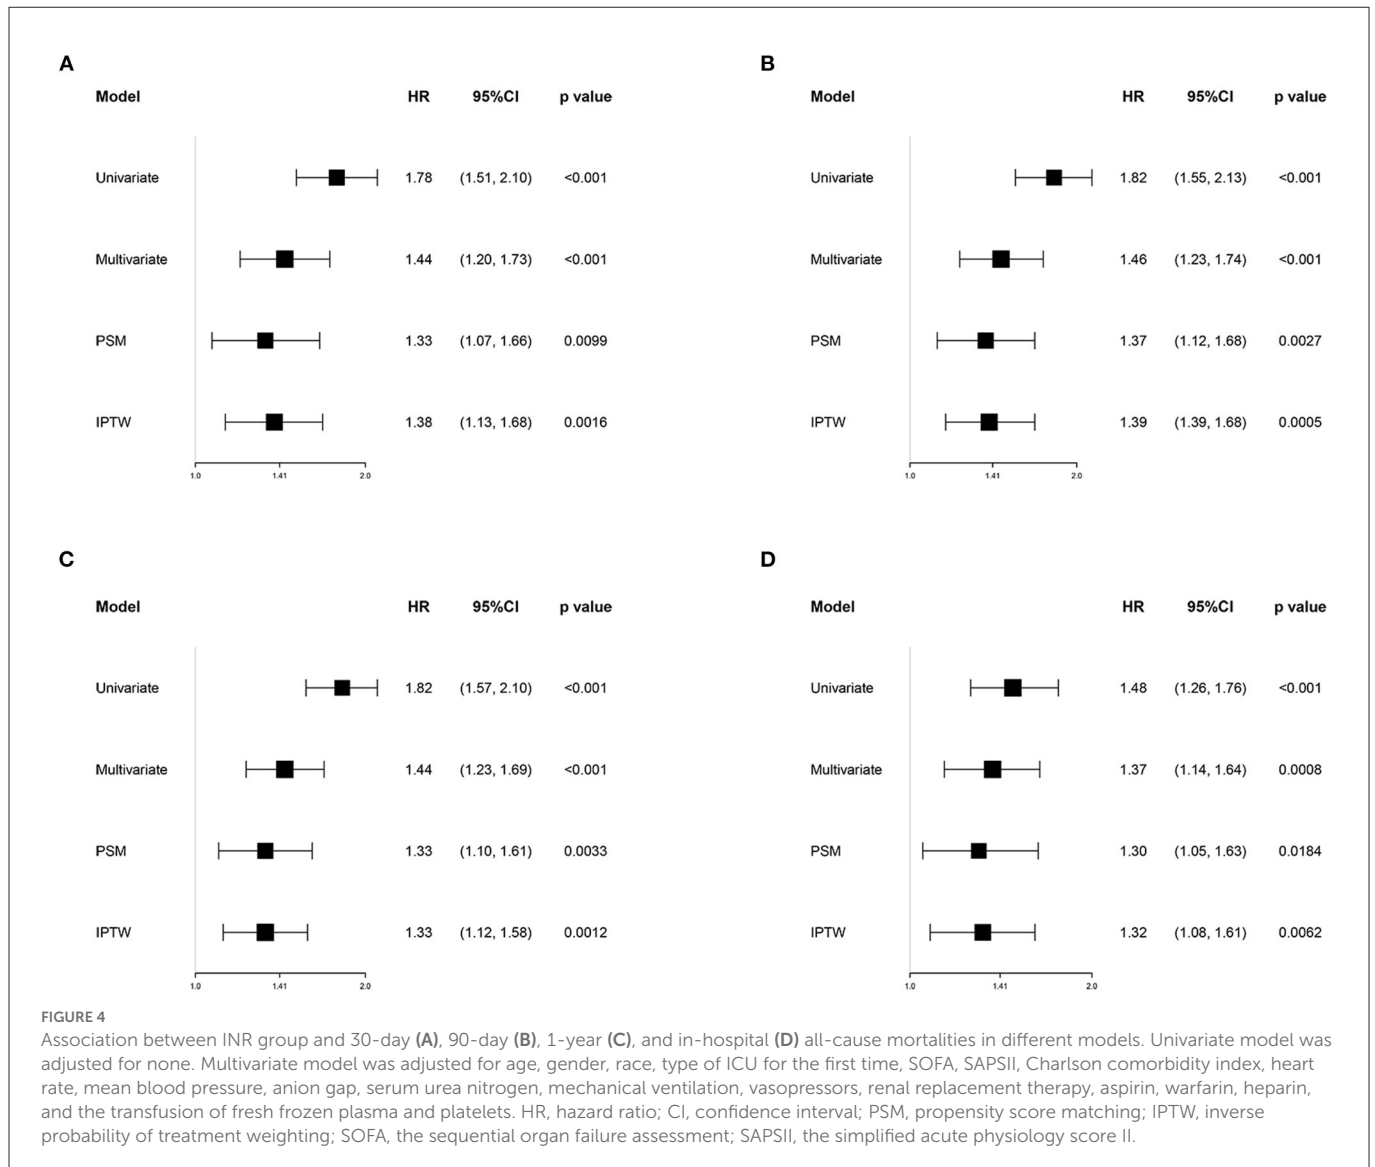 A
Model HR 95%CI p value
Univariate 1.78 (1.51, 2.10) <0.001
Multivariate 1.44 (1.20, 1.73) <0.001
PSM 1.33 (1.07, 1.66) 0.0099
IPTW 1.38 (1.13, 1.68) 0.0016
1.0 1.41 2.0
B
Model HR 95%CI p value
Univariate 1.82 (1.55, 2.13) <0.001
Multivariate 1.46 (1.23, 1.74) <0.001
PSM 1.37 (1.12, 1.68) 0.0027
IPTW 1.39 (1.39, 1.68) 0.0005
1.0 1.41 2.0
C
Model HR 95%CI p value
Univariate 1.82 (1.57, 2.10) <0.001
Multivariate 1.44 (1.23, 1.69) <0.001
PSM 1.33 (1.10, 1.61) 0.0033
IPTW 1.33 (1.12, 1.58) 0.0012
1.0 1.41 2.0
D
Model HR 95%CI p value
Univariate 1.48 (1.26, 1.76) <0.001
Multivariate 1.37 (1.14, 1.64) 0.0008
PSM 1.30 (1.05, 1.63) 0.0184
IPTW 1.32 (1.08, 1.61) 0.0062
1.0 1.41 2.0
FIGURE 4
Association between INR group and 30-day (A), 90-day (B), 1-year (C), and in-hospital (D) all-cause mortalities in different models. Univariate model was
adjusted for none. Multivariate model was adjusted for age, gender, race, type of ICU for the first time, SOFA, SAPSII, Charlson comorbidity index, heart
rate, mean blood pressure, anion gap, serum urea nitrogen, mechanical ventilation, vasopressors, renal replacement therapy, aspirin, warfarin, heparin,
and the transfusion of fresh frozen plasma and platelets. HR, hazard ratio; CI, confidence interval; PSM, propensity score matching; IPTW, inverse
probability of treatment weighting; SOFA, the sequential organ failure assessment; SAPSII, the simplified acute physiology score II.